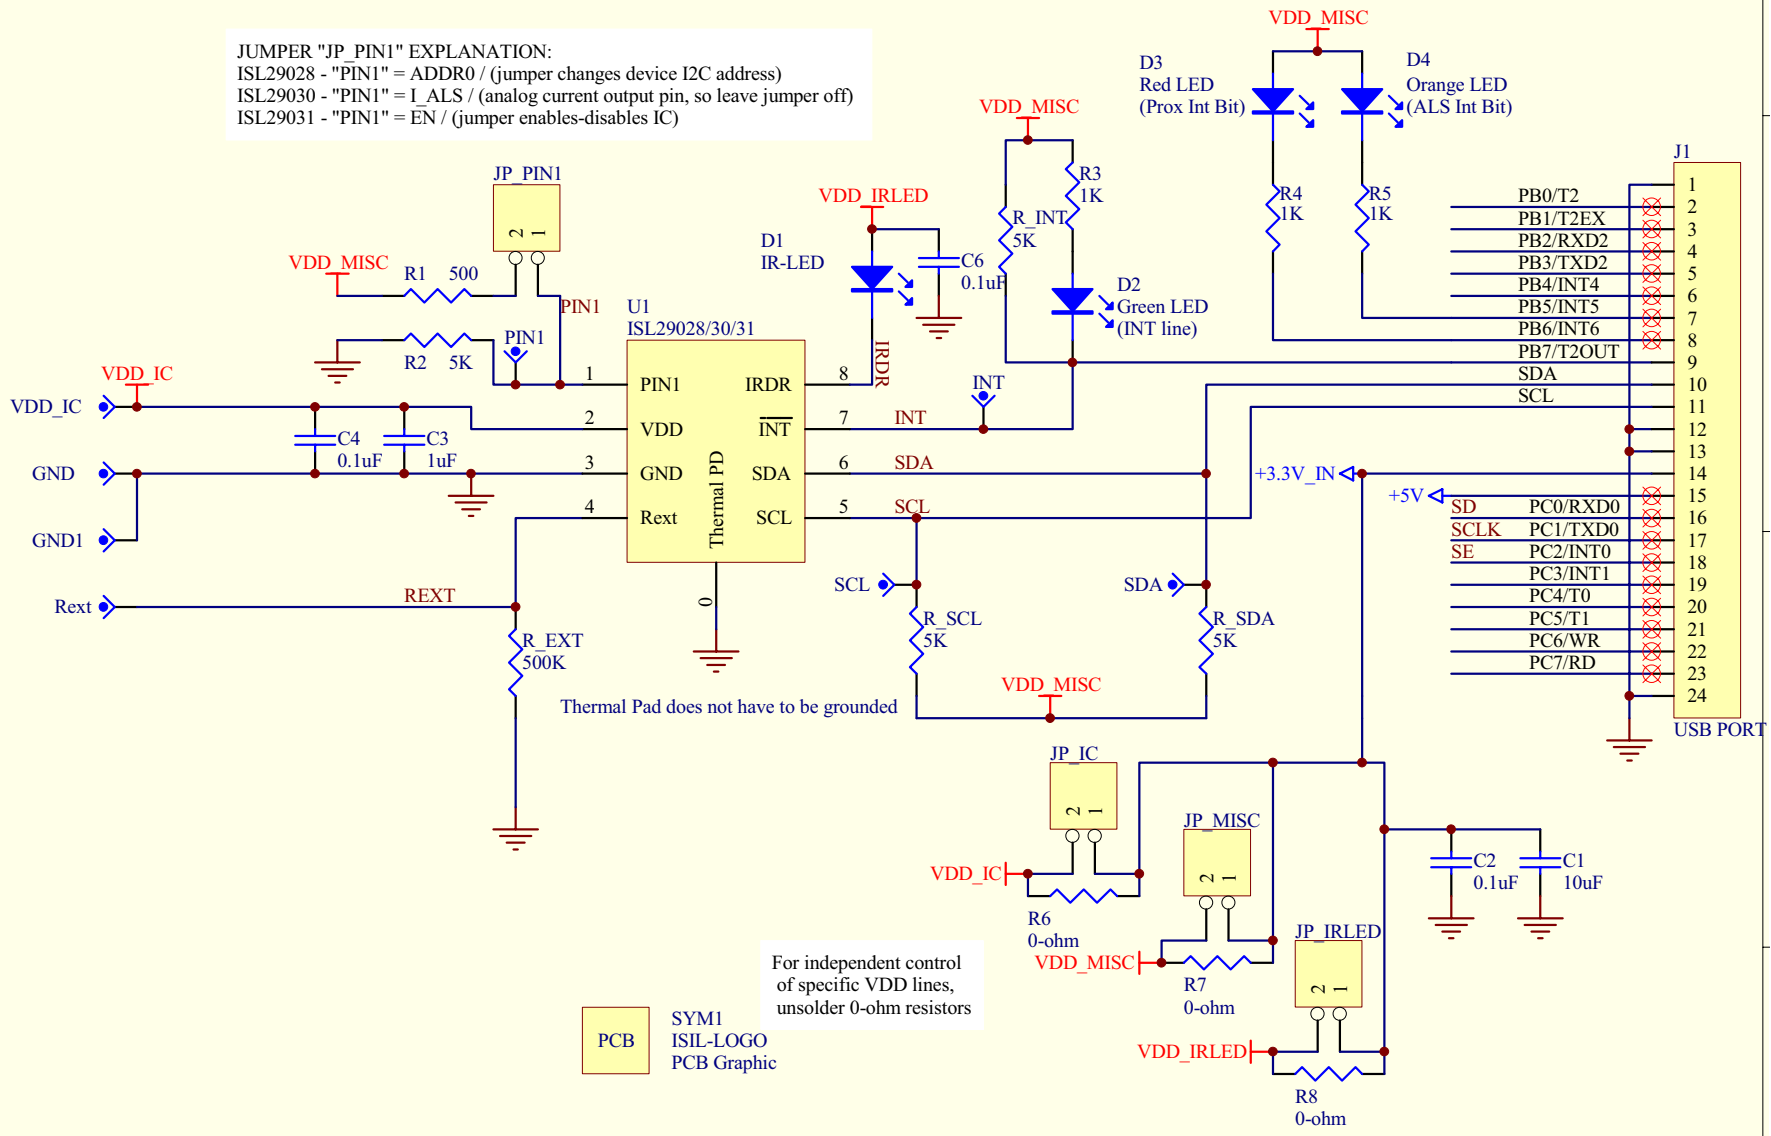 JUMPER "JP_PIN1" EXPLANATION:
ISL29028 - "PIN1" = ADDR0 / (jumper changes device I2C address)
ISL29030 - "PIN1" = I_ALS / (analog current output pin, so leave jumper off)
ISL29031 - "PIN1" = EN / (jumper enables-disables IC)
JP_PIN1
2 1
VDD_MISC
R1 500
PIN1
R2 5K
PIN1
VDD_IC
VDD_IC
C4
0.1uF
C3
1uF
GND
GND1
Rext
REXT
R_EXT
500K
U1
ISL29028/30/31
1 PIN1
2 VDD
3 GND
4 Rext
IRDR 8
INT 7
SDA 6
SCL 5
Thermal PD
0
Thermal Pad does not have to be grounded
VDD_IRLED
D1
IR-LED
C6
0.1uF
IRDR
INT
SDA
SCL
INT
VDD_MISC
R_INT
5K
R3
1K
D2
Green LED
(INT line)
VDD_MISC
D3
Red LED
(Prox Int Bit)
D4
Orange LED
(ALS Int Bit)
R4
1K
R5
1K
SCL
R_SCL
5K
SDA
R_SDA
5K
VDD_MISC
+3.3V_IN
+5V
J1
1
PB0/T2 2
PB1/T2EX 3
PB2/RXD2 4
PB3/TXD2 5
PB4/INT4 6
PB5/INT5 7
PB6/INT6 8
PB7/T2OUT 9
SDA 10
SCL 11
12
13
14
15
SD PC0/RXD0 16
SCLK PC1/TXD0 17
SE PC2/INT0 18
PC3/INT1 19
PC4/T0 20
PC5/T1 21
PC6/WR 22
PC7/RD 23
24
USB PORT
JP_IC
2 1
VDD_IC
R6
0-ohm
JP_MISC
2 1
VDD_MISC
R7
0-ohm
JP_IRLED
2 1
VDD_IRLED
R8
0-ohm
C2
0.1uF
C1
10uF
For independent control
of specific VDD lines,
unsolder 0-ohm resistors
PCB
SYM1
ISIL-LOGO
PCB Graphic